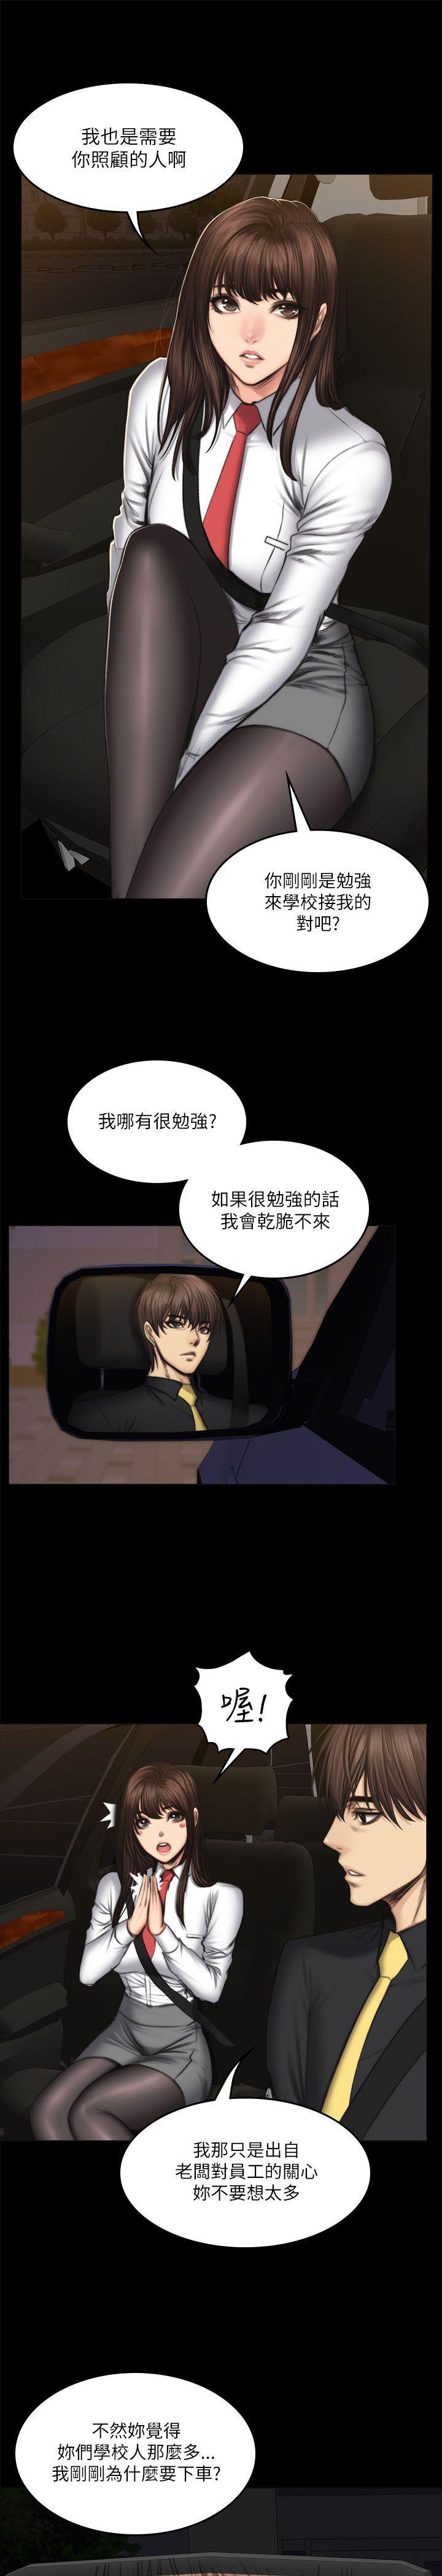 我也是需要
你照顧的人啊
你剛剛是勉強
來學校接我的
對吧?
我哪有很勉強?
如果很勉強的話
我會乾脆不來
喔!
我那只是出自
老闆對員工的關心
妳不要想太多
不然妳覺得
妳們學校人那麼多...
我剛剛為什麼要下車?